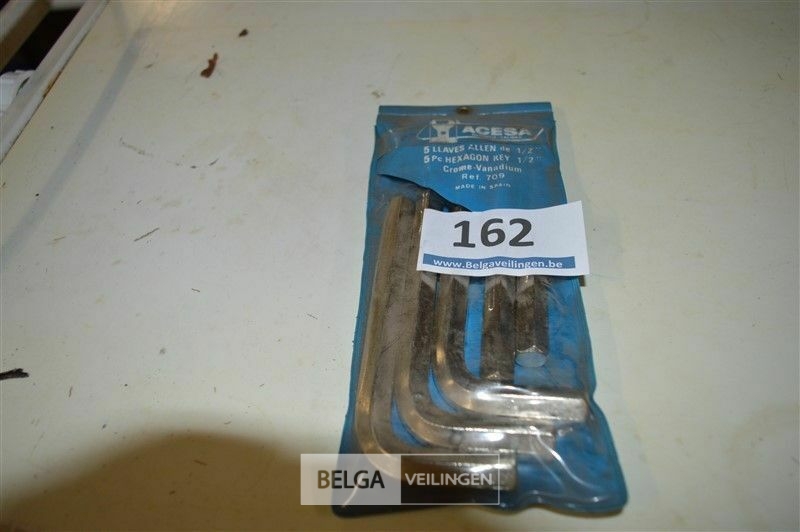 ACESA
5 LLAVES ALLEN de 1/2"
5 Pc HEXAGON KEY 1/2"
Crome-Vanadium
Ref. 709
MADE IN SPAIN
162
www.Belgaveilingen.be
BELGA VEILINGEN